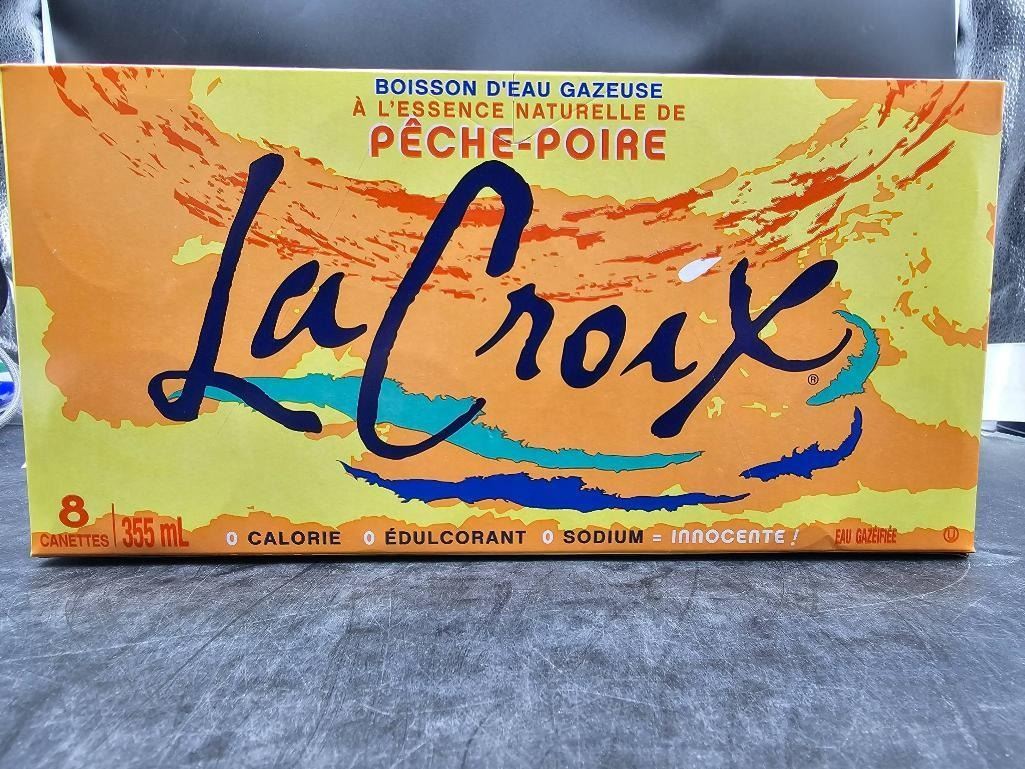 BOISSON D'EAU GAZEUSE
À L'ESSENCE NATURELLE DE
PÊCHE-POIRE
LaCroix®
8 CANETTES 355 mL
0 CALORIE 0 ÉDULCORANT 0 SODIUM = INNOCENTE !
EAU GAZÉIFIÉE
U